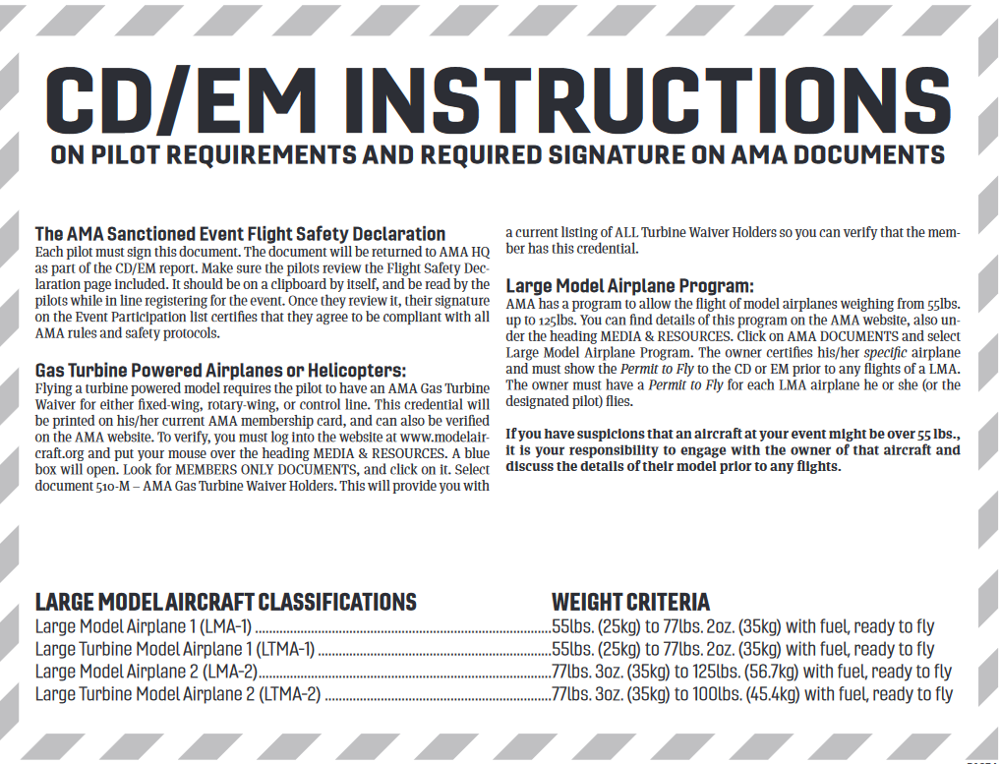 CD/EM INSTRUCTIONS
ON PILOT REQUIREMENTS AND REQUIRED SIGNATURE ON AMA DOCUMENTS
The AMA Sanctioned Event Flight Safety Declaration
Each pilot must sign this document. The document will be returned to AMA HQ
as part of the CD/EM report. Make sure the pilots review the Flight Safety Dec-
laration page included. It should be on a clipboard by itself, and be read by the
pilots while in line registering for the event. Once they review it, their signature
on the Event Participation list certifies that they agree to be compliant with all
AMA rules and safety protocols.
Gas Turbine Powered Airplanes or Helicopters:
Flying a turbine powered model requires the pilot to have an AMA Gas Turbine
Waiver for either fixed-wing, rotary-wing, or control line. This credential will
be printed on his/her current AMA membership card, and can also be verified
on the AMA website. To verify, you must log into the website at www.modelair-
craft.org and put your mouse over the heading MEDIA & RESOURCES. A blue
box will open. Look for MEMBERS ONLY DOCUMENTS, and click on it. Select
document 510-M – AMA Gas Turbine Waiver Holders. This will provide you with
a current listing of ALL Turbine Waiver Holders so you can verify that the mem-
ber has this credential.
Large Model Airplane Program:
AMA has a program to allow the flight of model airplanes weighing from 55lbs.
up to 125lbs. You can find details of this program on the AMA website, also un-
der the heading MEDIA & RESOURCES. Click on AMA DOCUMENTS and select
Large Model Airplane Program. The owner certifies his/her specific airplane
and must show the Permit to Fly to the CD or EM prior to any flights of a LMA.
The owner must have a Permit to Fly for each LMA airplane he or she (or the
designated pilot) flies.
If you have suspicions that an aircraft at your event might be over 55 lbs.,
it is your responsibility to engage with the owner of that aircraft and
discuss the details of their model prior to any flights.
LARGE MODEL AIRCRAFT CLASSIFICATIONS WEIGHT CRITERIA
Large Model Airplane 1 (LMA-1) ....................................................................................55lbs. (25kg) to 77lbs. 2oz. (35kg) with fuel, ready to fly
Large Turbine Model Airplane 1 (LTMA-1) ..................................................................55lbs. (25kg) to 77lbs. 2oz. (35kg) with fuel, ready to fly
Large Model Airplane 2 (LMA-2)...................................................................................77lbs. 3oz. (35kg) to 125lbs. (56.7kg) with fuel, ready to fly
Large Turbine Model Airplane 2 (LTMA-2) ................................................................77lbs. 3oz. (35kg) to 100lbs. (45.4kg) with fuel, ready to fly